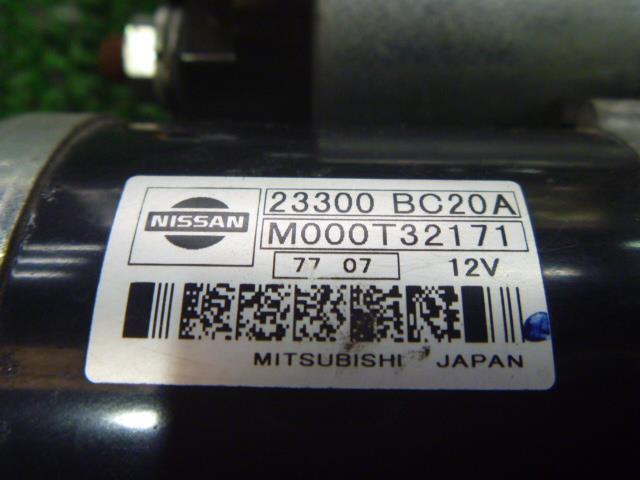 NISSAN
23300 BC20A
M000T32171
77 07 12V
MITSUBISHI JAPAN